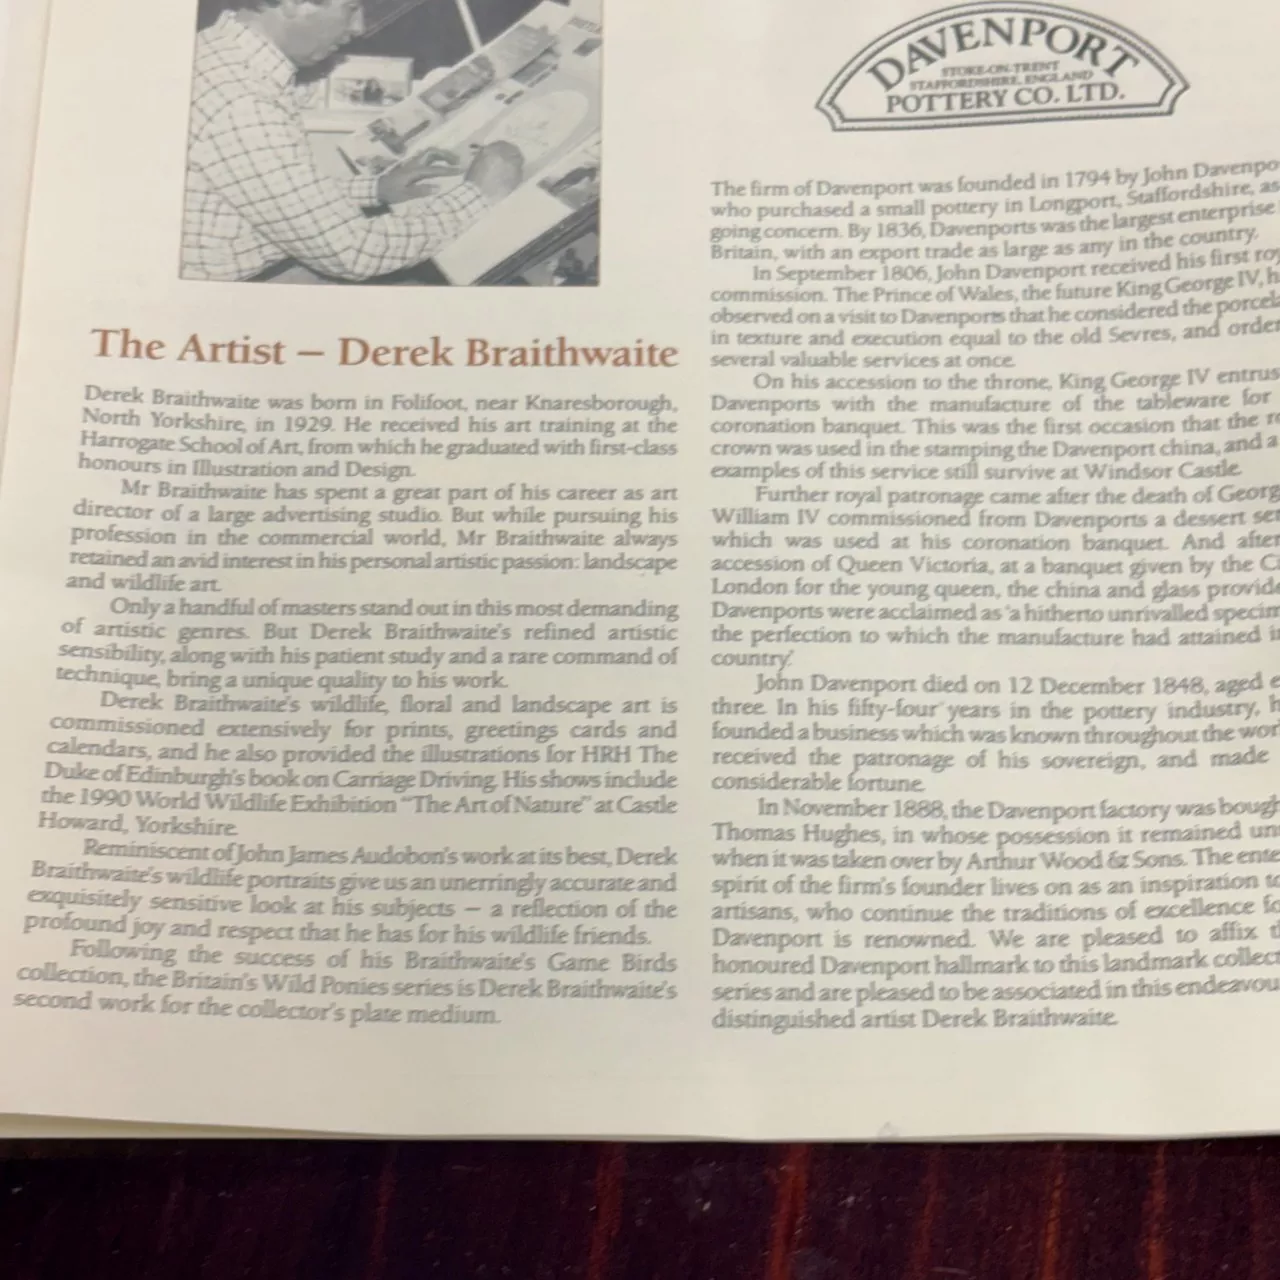 DAVENPORT
STOKE-ON-TRENT
STAFFORDSHIRE, ENGLAND
POTTERY CO. LTD.
The Artist – Derek Braithwaite
Derek Braithwaite was born in Folifoot, near Knaresborough,
North Yorkshire, in 1929. He received his art training at the
Harrogate School of Art, from which he graduated with first-class
honours in Illustration and Design.
Mr Braithwaite has spent a great part of his career as art
director of a large advertising studio. But while pursuing his
profession in the commercial world, Mr Braithwaite always
retained an avid interest in his personal artistic passion: landscape
and wildlife art.
Only a handful of masters stand out in this most demanding
of artistic genres. But Derek Braithwaite's refined artistic
sensibility, along with his patient study and a rare command of
technique, bring a unique quality to his work.
Derek Braithwaite's wildlife, floral and landscape art is
commissioned extensively for prints, greetings cards and
calendars, and he also provided the illustrations for HRH The
Duke of Edinburgh's book on Carriage Driving. His shows include
the 1990 World Wildlife Exhibition "The Art of Nature" at Castle
Howard, Yorkshire.
Reminiscent of John James Audobon's work at its best, Derek
Braithwaite's wildlife portraits give us an unerringly accurate and
exquisitely sensitive look at his subjects – a reflection of the
profound joy and respect that he has for his wildlife friends.
Following the success of his Braithwaite's Game Birds
collection, the Britain's Wild Ponies series is Derek Braithwaite's
second work for the collector's plate medium.
The firm of Davenport was founded in 1794 by John Davenpo
who purchased a small pottery in Longport, Staffordshire, as
going concern. By 1836, Davenports was the largest enterprise
Britain, with an export trade as large as any in the country.
In September 1806, John Davenport received his first roy
commission. The Prince of Wales, the future King George IV, h
observed on a visit to Davenports that he considered the porcela
in texture and execution equal to the old Sevres, and order
several valuable services at once.
On his accession to the throne, King George IV entrus
Davenports with the manufacture of the tableware for
coronation banquet. This was the first occasion that the r
crown was used in the stamping the Davenport china, and a
examples of this service still survive at Windsor Castle.
Further royal patronage came after the death of Georg
William IV commissioned from Davenports a dessert ser
which was used at his coronation banquet. And after
accession of Queen Victoria, at a banquet given by the Ci
London for the young queen, the china and glass provide
Davenports were acclaimed as 'a hitherto unrivalled specim
the perfection to which the manufacture had attained i
country.'
John Davenport died on 12 December 1848, aged e
three. In his fifty-four years in the pottery industry, h
founded a business which was known throughout the wor
received the patronage of his sovereign, and made
considerable fortune.
In November 1888, the Davenport factory was bough
Thomas Hughes, in whose possession it remained un
when it was taken over by Arthur Wood & Sons. The ente
spirit of the firm's founder lives on as an inspiration to
artisans, who continue the traditions of excellence fo
Davenport is renowned. We are pleased to affix t
honoured Davenport hallmark to this landmark collect
series and are pleased to be associated in this endeavou
distinguished artist Derek Braithwaite.